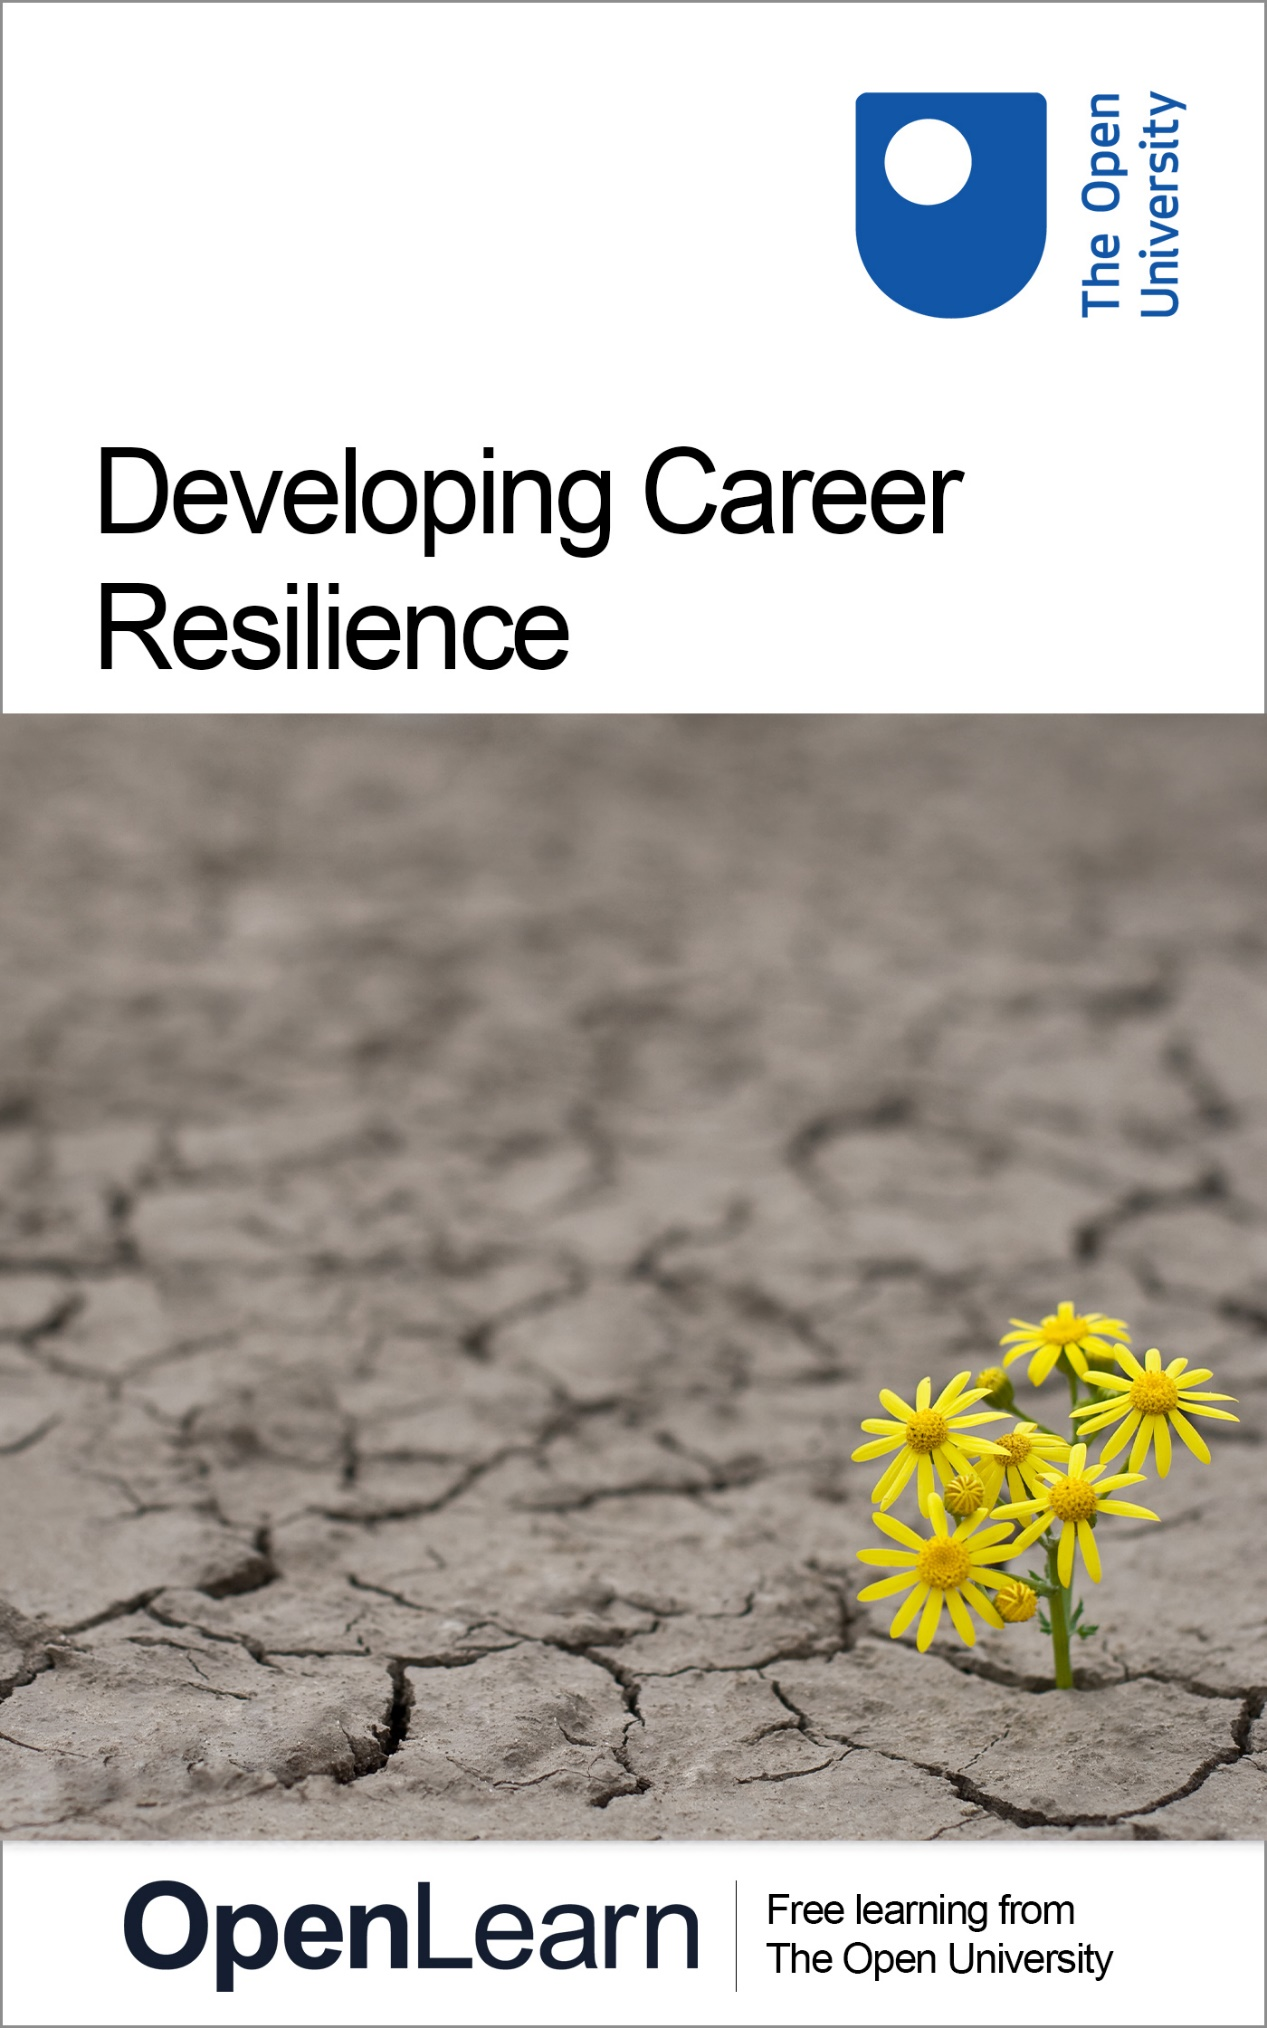 The Open
University
Developing Career
Resilience
OpenLearn
Free learning from
The Open University